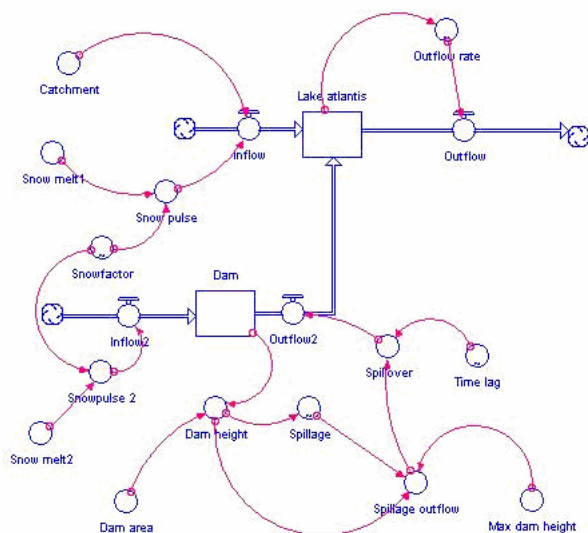 Outflow rate
Catchment
Lake atlantis
Inflow
Outflow
Snow melt1
Snow pulse
Snowfactor
Dam
Inflow2
Outflow2
Snowpulse 2
Spillover
Time lag
Snow melt2
Dam height
Spillage
Dam area
Spillage outflow
Max dam height